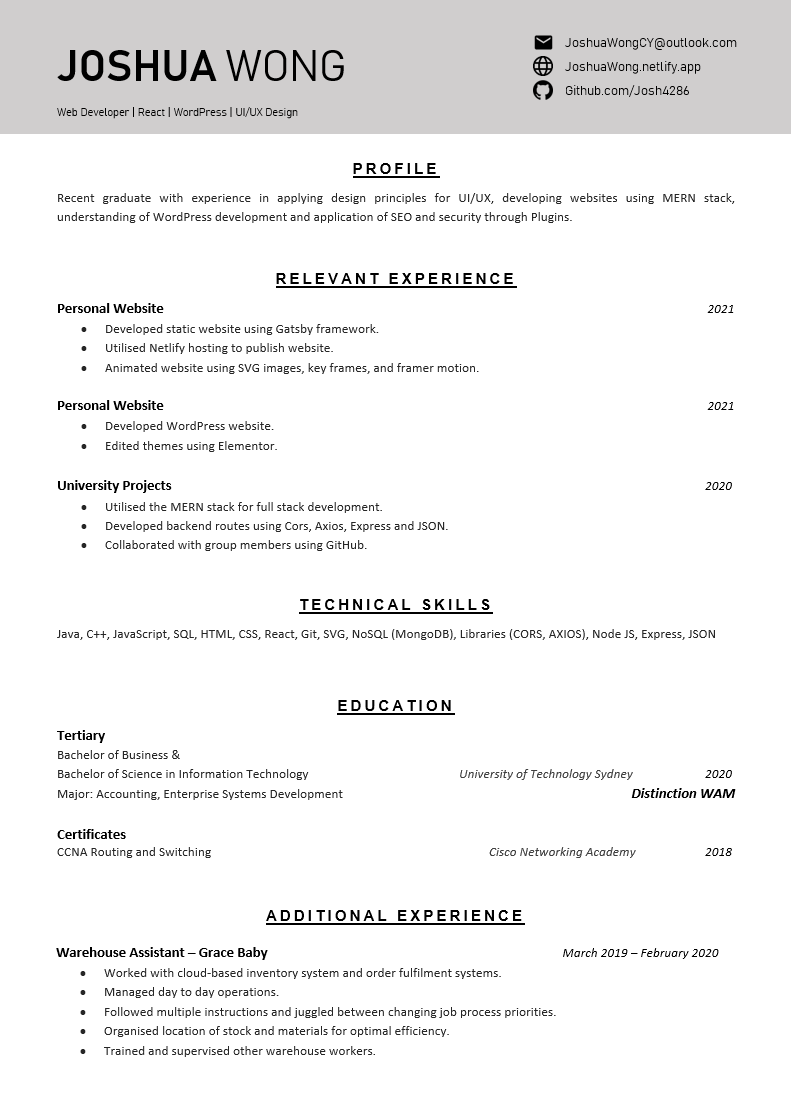 JOSHUA WONG
Web Developer | React | WordPress | UI/UX Design
JoshuaWongCY@outlook.com
JoshuaWong.netlify.app
Github.com/Josh4286
PROFILE
Recent graduate with experience in applying design principles for UI/UX, developing websites using MERN stack,
understanding of WordPress development and application of SEO and security through Plugins.
RELEVANT EXPERIENCE
Personal Website 2021
• Developed static website using Gatsby framework.
• Utilised Netlify hosting to publish website.
• Animated website using SVG images, key frames, and framer motion.
Personal Website 2021
• Developed WordPress website.
• Edited themes using Elementor.
University Projects 2020
• Utilised the MERN stack for full stack development.
• Developed backend routes using Cors, Axios, Express and JSON.
• Collaborated with group members using GitHub.
TECHNICAL SKILLS
Java, C++, JavaScript, SQL, HTML, CSS, React, Git, SVG, NoSQL (MongoDB), Libraries (CORS, AXIOS), Node JS, Express, JSON
EDUCATION
Tertiary
Bachelor of Business &
Bachelor of Science in Information Technology University of Technology Sydney 2020
Major: Accounting, Enterprise Systems Development Distinction WAM
Certificates
CCNA Routing and Switching Cisco Networking Academy 2018
ADDITIONAL EXPERIENCE
Warehouse Assistant – Grace Baby March 2019 – February 2020
• Worked with cloud-based inventory system and order fulfilment systems.
• Managed day to day operations.
• Followed multiple instructions and juggled between changing job process priorities.
• Organised location of stock and materials for optimal efficiency.
• Trained and supervised other warehouse workers.